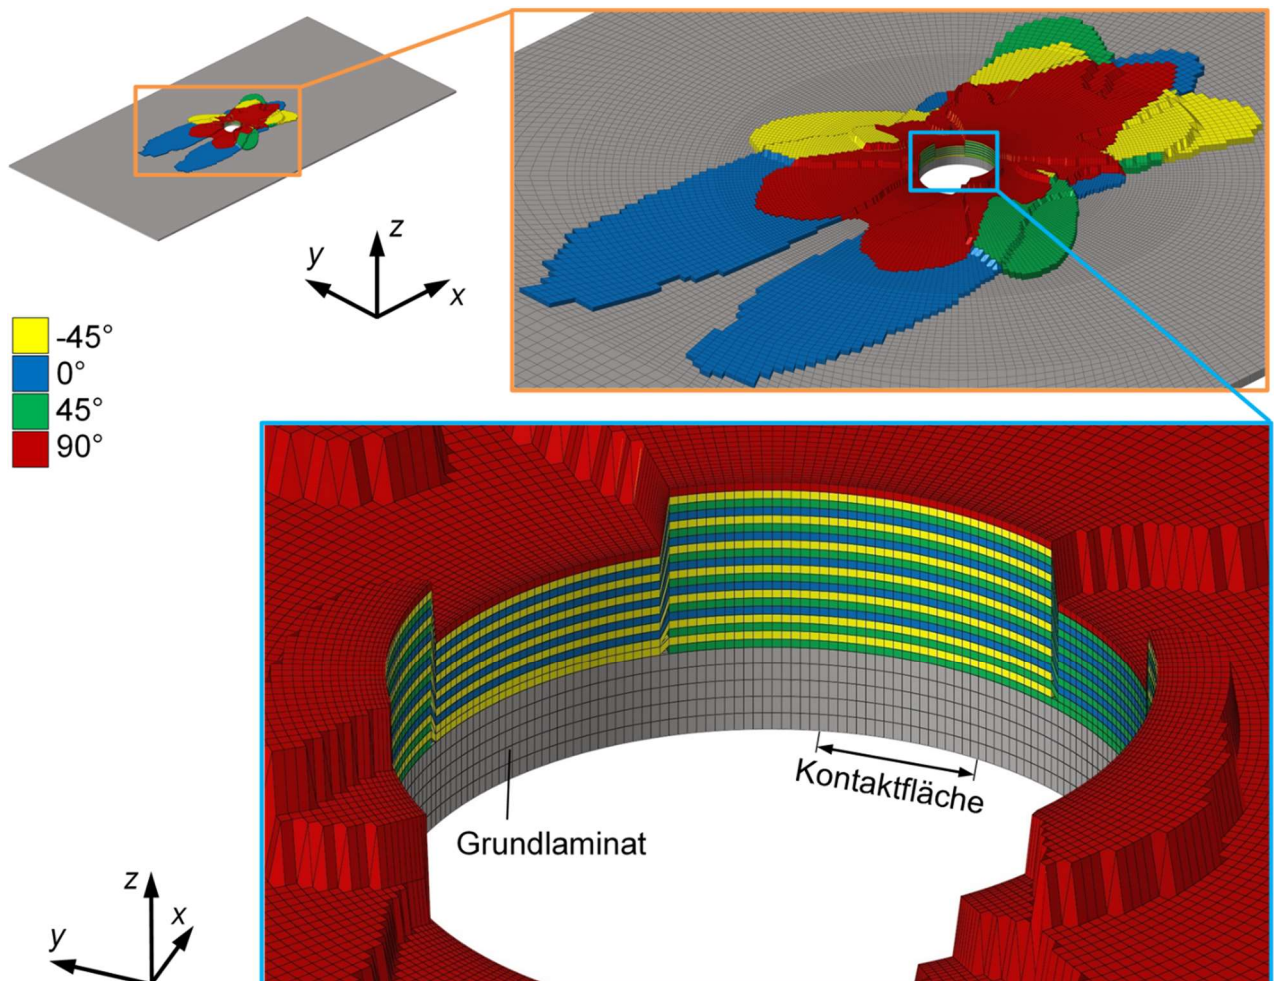 z
y
x
-45°
0°
45°
90°
Kontaktfläche
Grundlaminat
z
x
y